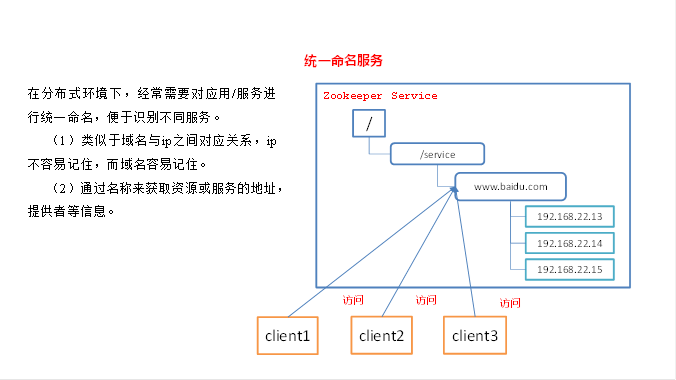 统一命名服务
在分布式环境下，经常需要对应用/服务进
行统一命名，便于识别不同服务。
（1）类似于域名与ip之间对应关系，ip
不容易记住，而域名容易记住。
（2）通过名称来获取资源或服务的地址，
提供者等信息。
Zookeeper Service
/
/service
www.baidu.com
192.168.22.13
192.168.22.14
192.168.22.15
访问
访问
访问
client1
client2
client3